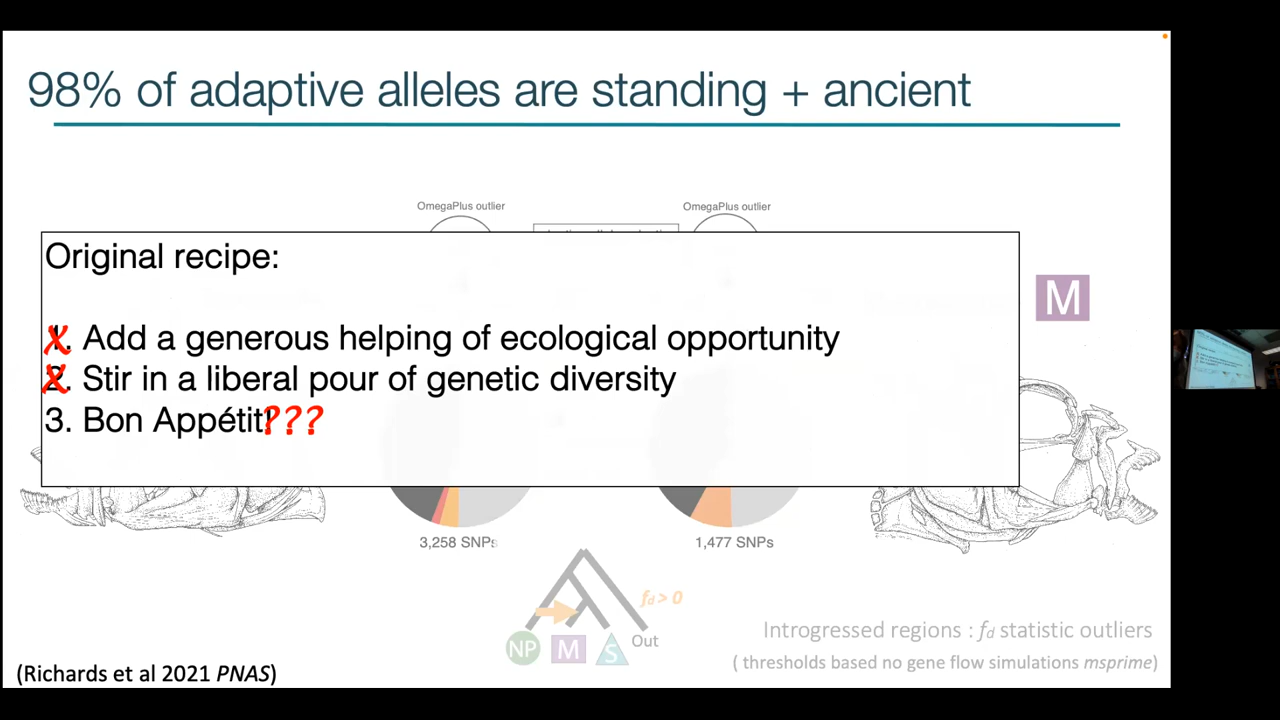 98% of adaptive alleles are standing + ancient
OmegaPlus outlier
OmegaPlus outlier
Original recipe:
1. Add a generous helping of ecological opportunity
2. Stir in a liberal pour of genetic diversity
3. Bon Appétit!???
M
3,258 SNPs
1,477 SNPs
fd > 0
NP M S Out
Introgressed regions : fd statistic outliers
( thresholds based no gene flow simulations msprime)
(Richards et al 2021 PNAS)